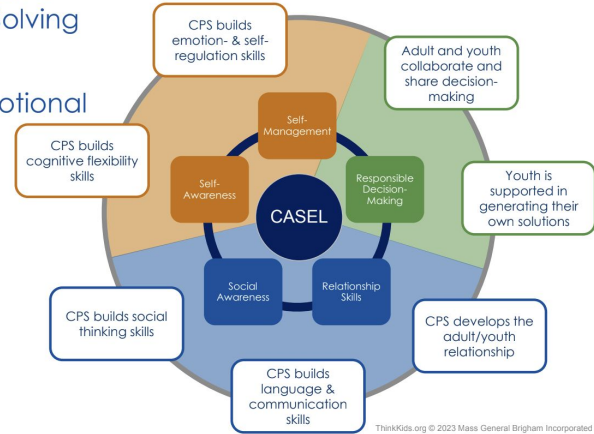 CPS builds
emotion- & self-
regulation skills
Adult and youth
collaborate and
share decision-
making
CPS builds
cognitive flexibility
skills
Self-
Management
Self-
Awareness
Responsible
Decision-
Making
CASEL
Youth is
supported in
generating their
own solutions
Social
Awareness
Relationship
Skills
CPS builds social
thinking skills
CPS develops the
adult/youth
relationship
CPS builds
language &
communication
skills
ThinkKids.org © 2023 Mass General Brigham Incorporated